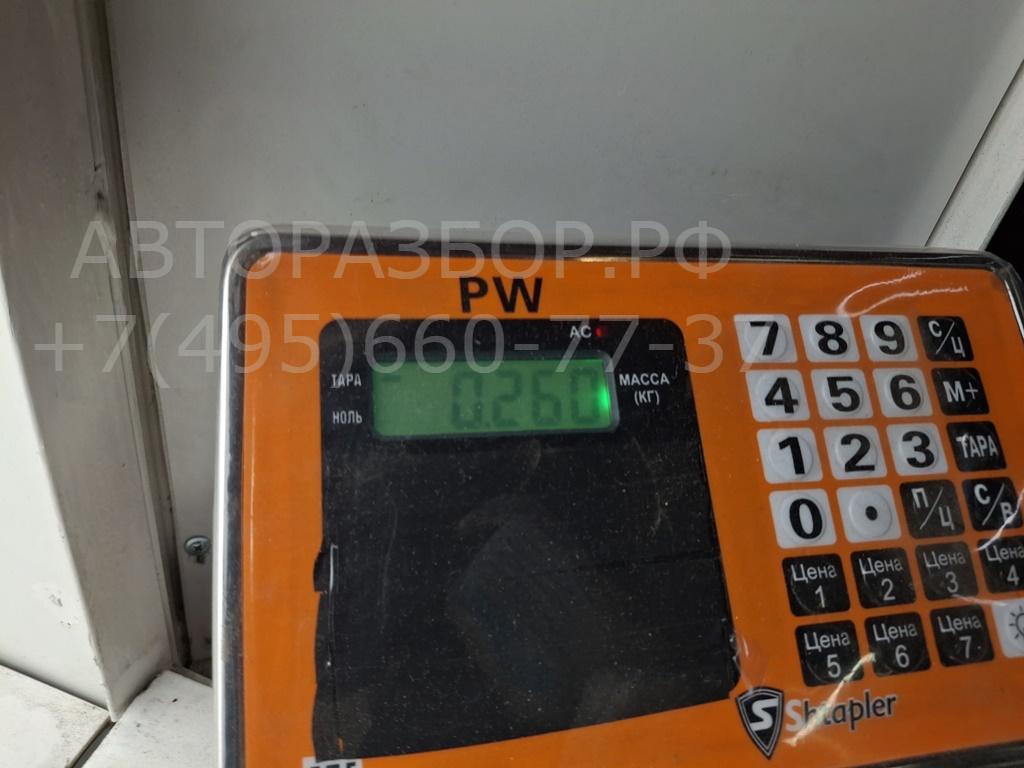 АВТОРАЗБОР.РФ
+7(495)660-77-37
PW
AC
ТАРА
НОЛЬ
0.260
МАССА
(КГ)
7 8 9 С/Ц
4 5 6 М+
1 2 3 ТАРА
0 • П/Ц С/В
Цена 1 Цена 2 Цена 3 Цена 4
Цена 5 Цена 6 Цена 7
S Shtapler